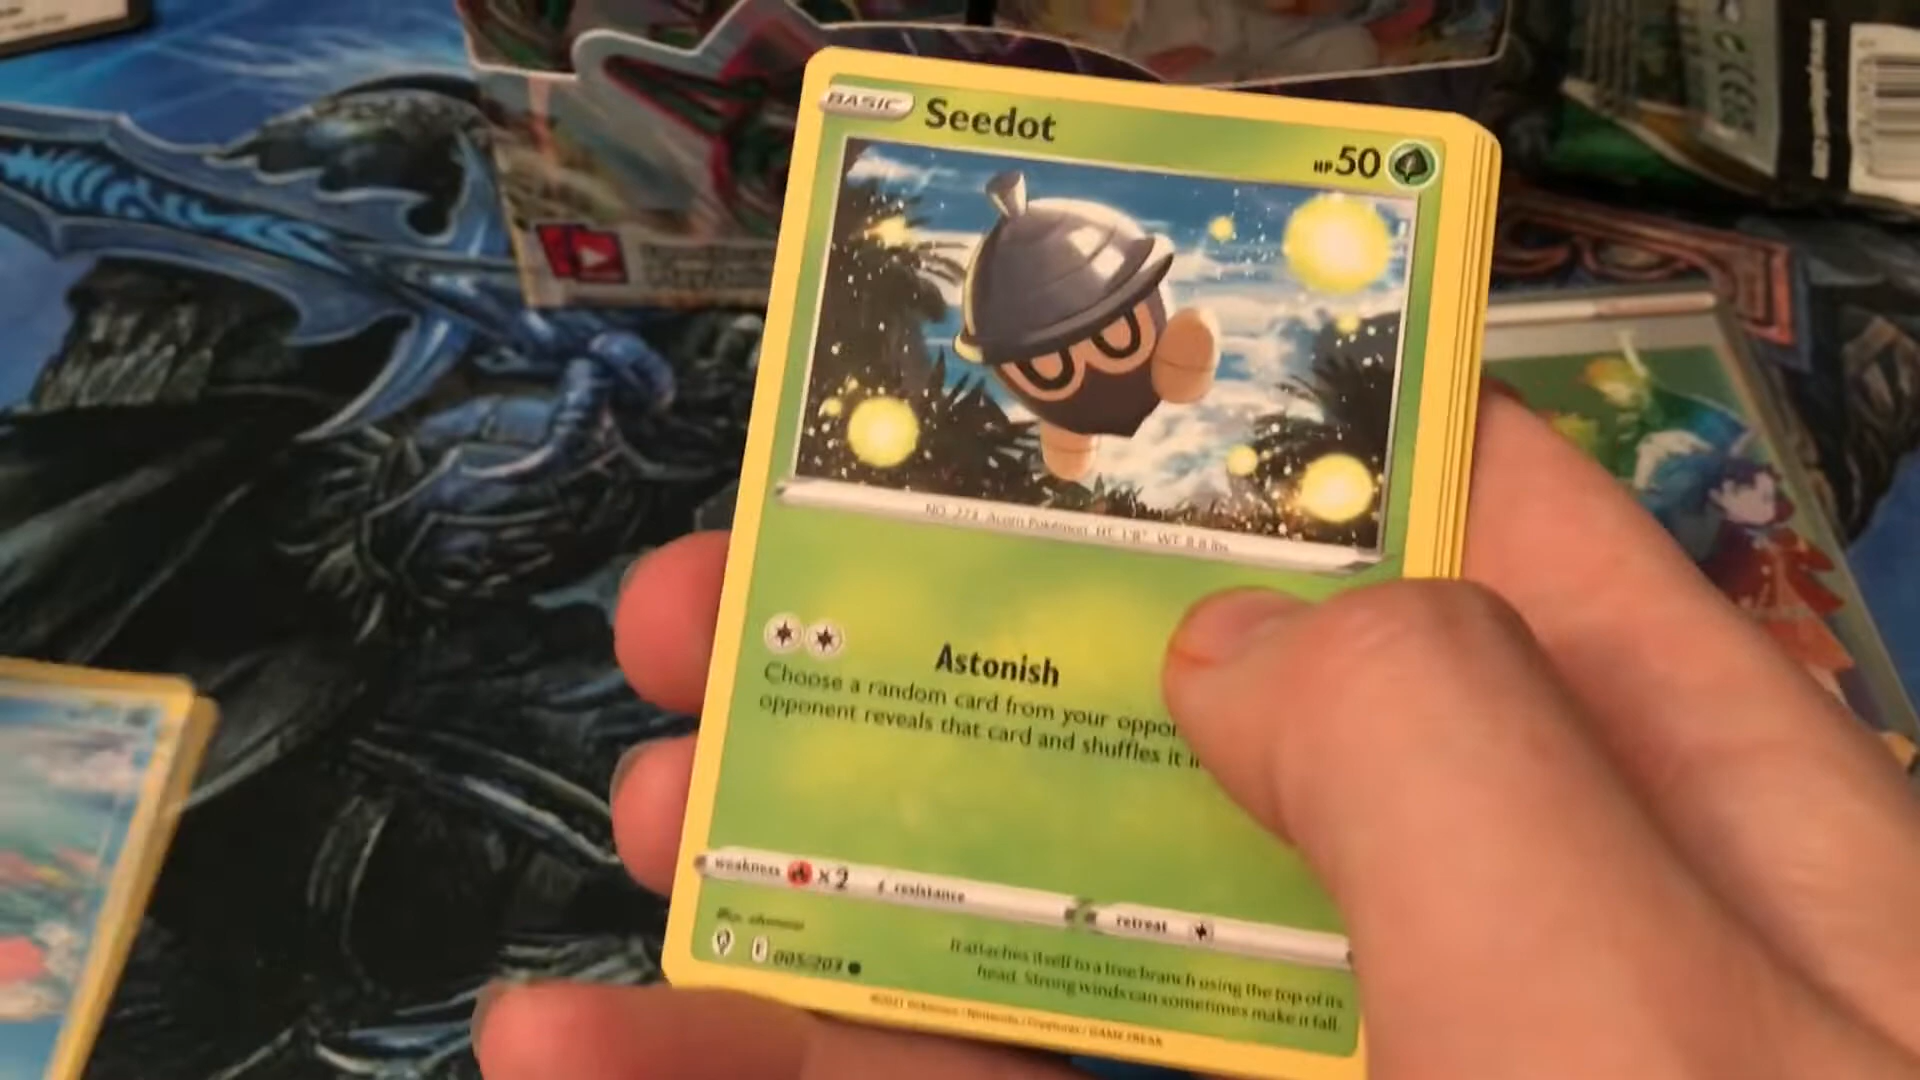 BASIC Seedot HP 50
NO. 273 Acorn Pokémon HT 1'8" WT 8.8 lbs
Astonish
Choose a random card from your oppon
opponent reveals that card and shuffles it in
weakness ×2 resistance retreat
Illus.
E 005/203
It attaches itself to a tree branch using the top of its
head. Strong winds can sometimes make it fall.
©2021 Pokémon / Nintendo / Creatures / GAME FREAK